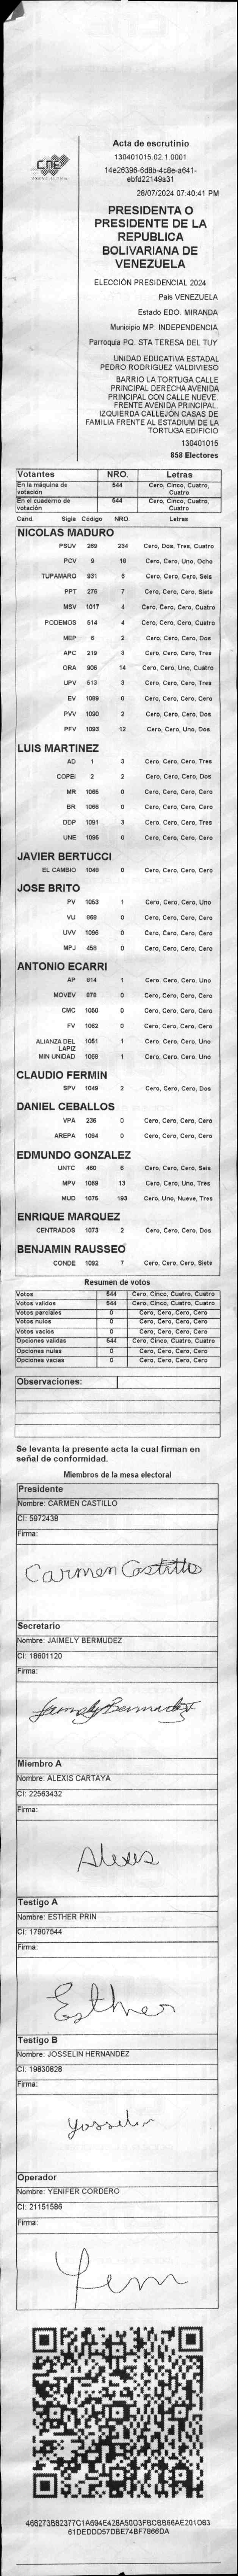 Acta de escrutinio
130401015.02.1.0001
14e26396-6d8b-4c8e-a641-
ebfd22149a31
28/07/2024 07:40:41 PM
CNE
PRESIDENTA O
PRESIDENTE DE LA
REPUBLICA
BOLIVARIANA DE
VENEZUELA
ELECCIÓN PRESIDENCIAL 2024
País VENEZUELA
Estado EDO. MIRANDA
Municipio MP. INDEPENDENCIA
Parroquia PQ. STA TERESA DEL TUY
UNIDAD EDUCATIVA ESTADAL
PEDRO RODRIGUEZ VALDIVIESO
BARRIO LA TORTUGA CALLE
PRINCIPAL DERECHA AVENIDA
PRINCIPAL CON CALLE NUEVE.
FRENTE AVENIDA PRINCIPAL.
IZQUIERDA CALLEJÓN CASAS DE
FAMILIA FRENTE AL ESTADIUM DE LA
TORTUGA EDIFICIO
130401015
858 Electores
Votantes NRO. Letras
En la máquina de votación 544 Cero, Cinco, Cuatro, Cuatro
En el cuaderno de votación 544 Cero, Cinco, Cuatro, Cuatro
Cand. Sigla Código NRO. Letras
NICOLAS MADURO
PSUV 269 234 Cero, Dos, Tres, Cuatro
PCV 9 18 Cero, Cero, Uno, Ocho
TUPAMARO 931 6 Cero, Cero, Cero, Seis
PPT 275 7 Cero, Cero, Cero, Siete
MSV 1017 4 Cero, Cero, Cero, Cuatro
PODEMOS 514 4 Cero, Cero, Cero, Cuatro
MEP 6 2 Cero, Cero, Cero, Dos
APC 219 3 Cero, Cero, Cero, Tres
ORA 906 14 Cero, Cero, Uno, Cuatro
UPV 513 3 Cero, Cero, Cero, Tres
EV 1089 0 Cero, Cero, Cero, Cero
PVV 1090 2 Cero, Cero, Cero, Dos
PFV 1093 12 Cero, Cero, Uno, Dos
LUIS MARTINEZ
AD 1 3 Cero, Cero, Cero, Tres
COPEI 2 2 Cero, Cero, Cero, Dos
MR 1065 0 Cero, Cero, Cero, Cero
BR 1066 0 Cero, Cero, Cero, Cero
DDP 1091 3 Cero, Cero, Cero, Tres
UNE 1095 0 Cero, Cero, Cero, Cero
JAVIER BERTUCCI
EL CAMBIO 1048 0 Cero, Cero, Cero, Cero
JOSE BRITO
PV 1053 1 Cero, Cero, Cero, Uno
VU 868 0 Cero, Cero, Cero, Cero
UVV 1096 0 Cero, Cero, Cero, Cero
MPJ 458 0 Cero, Cero, Cero, Cero
ANTONIO ECARRI
AP 914 1 Cero, Cero, Cero, Uno
MOVEV 879 0 Cero, Cero, Cero, Cero
CMC 1050 0 Cero, Cero, Cero, Cero
FV 1062 0 Cero, Cero, Cero, Cero
ALIANZA DEL LAPIZ 1051 1 Cero, Cero, Cero, Uno
MIN UNIDAD 1068 1 Cero, Cero, Cero, Uno
CLAUDIO FERMIN
SPV 1049 2 Cero, Cero, Cero, Dos
DANIEL CEBALLOS
VPA 236 0 Cero, Cero, Cero, Cero
AREPA 1094 0 Cero, Cero, Cero, Cero
EDMUNDO GONZALEZ
UNTC 460 6 Cero, Cero, Cero, Seis
MPV 1069 13 Cero, Cero, Uno, Tres
MUD 1075 193 Cero, Uno, Nueve, Tres
ENRIQUE MARQUEZ
CENTRADOS 1073 2 Cero, Cero, Cero, Dos
BENJAMIN RAUSSEO
CONDE 1092 7 Cero, Cero, Cero, Siete
Resumen de votos
Votos 544 Cero, Cinco, Cuatro, Cuatro
Votos validos 544 Cero, Cinco, Cuatro, Cuatro
Votos parciales 0 Cero, Cero, Cero, Cero
Votos nulos 0 Cero, Cero, Cero, Cero
Votos vacios 0 Cero, Cero, Cero, Cero
Opciones validas 544 Cero, Cinco, Cuatro, Cuatro
Opciones nulas 0 Cero, Cero, Cero, Cero
Opciones vacías 0 Cero, Cero, Cero, Cero
Observaciones:
Se levanta la presente acta la cual firman en
señal de conformidad.
Miembros de la mesa electoral
Presidente
Nombre: CARMEN CASTILLO
CI: 5972438
Firma:
Carmen Castillo
Secretario
Nombre: JAIMELY BERMUDEZ
CI: 18601120
Firma:
Jaimely Bermudez
Miembro A
Nombre: ALEXIS CARTAYA
CI: 22563432
Firma:
Alexis
Testigo A
Nombre: ESTHER PRIN
CI: 17907544
Firma:
Esther
Testigo B
Nombre: JOSSELIN HERNANDEZ
CI: 19830828
Firma:
Yosselin
Operador
Nombre: YENIFER CORDERO
CI: 21151586
Firma:
Yeni